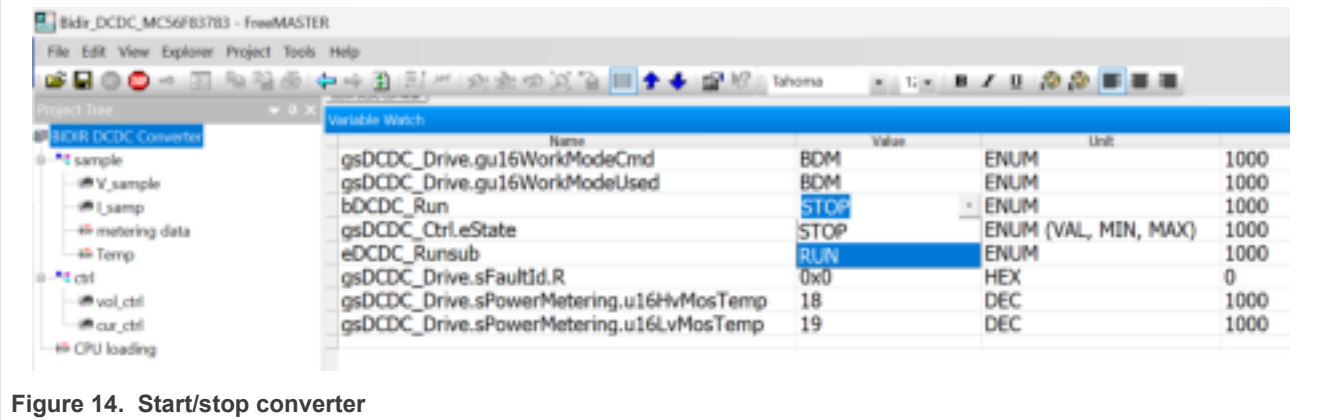 Bidir_DCDC_MC56F83783 - FreeMASTER
File Edit View Explorer Project Tools Help
Tahoma 12 B I U
Project Tree
Variable Watch
BIDIR DCDC Converter
sample
V_sample
I_samp
metering data
Temp
ctrl
vol_ctrl
cur_ctrl
CPU loading
Name Value Unit
gsDCDC_Drive.gu16WorkModeCmd BDM ENUM 1000
gsDCDC_Drive.gu16WorkModeUsed BDM ENUM 1000
bDCDC_Run STOP ENUM 1000
gsDCDC_Ctrl.eState STOP ENUM (VAL, MIN, MAX) 1000
eDCDC_Runsub RUN ENUM 1000
gsDCDC_Drive.sFaultId.R 0x0 HEX 0
gsDCDC_Drive.sPowerMetering.u16HvMosTemp 18 DEC 1000
gsDCDC_Drive.sPowerMetering.u16LvMosTemp 19 DEC 1000
Figure 14. Start/stop converter